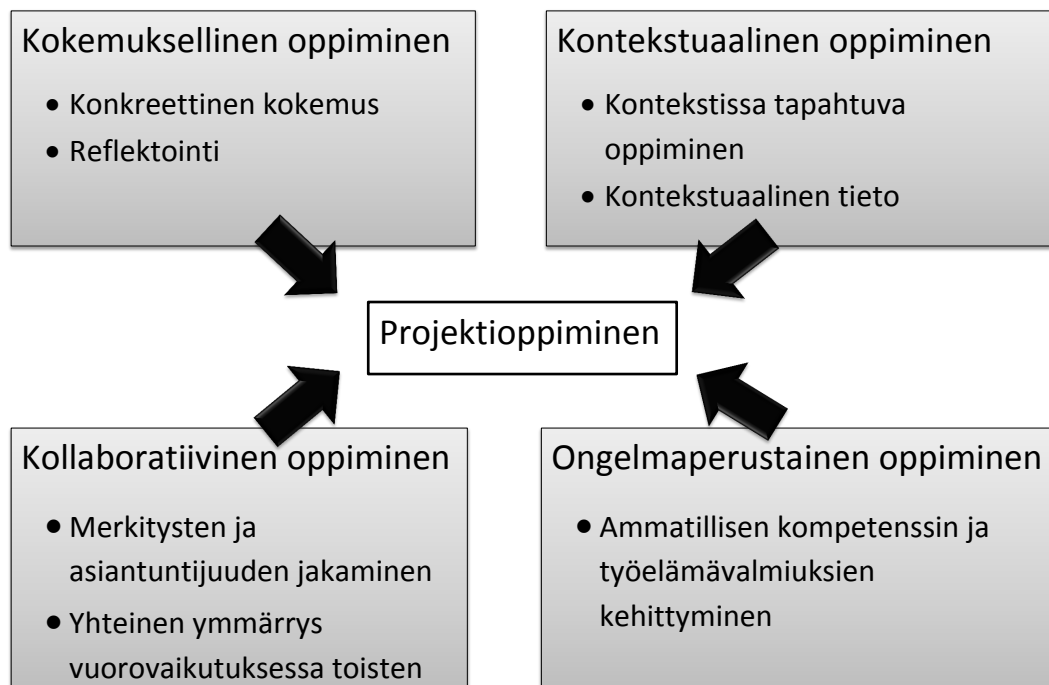 Kokemuksellinen oppiminen
• Konkreettinen kokemus
• Reflektointi
Kontekstuaalinen oppiminen
• Kontekstissa tapahtuva
oppiminen
• Kontekstuaalinen tieto
Projektioppiminen
Kollaboratiivinen oppiminen
• Merkitysten ja
asiantuntijuuden jakaminen
• Yhteinen ymmärrys
vuorovaikutuksessa toisten
Ongelmaperustainen oppiminen
• Ammatillisen kompetenssin ja
työelämävalmiuksien
kehittyminen